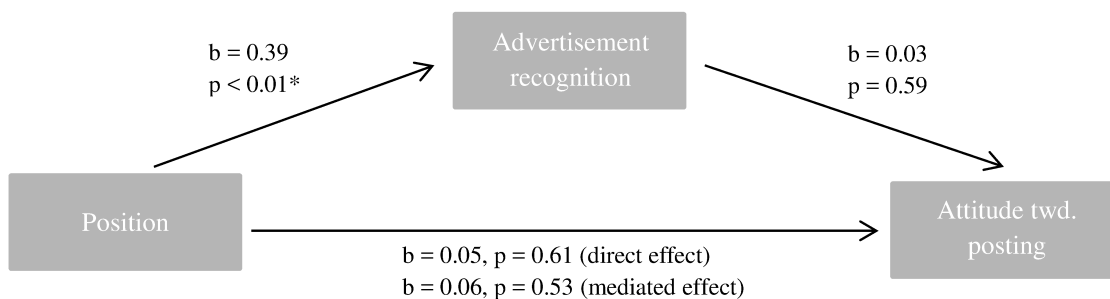 Advertisement
recognition
b = 0.39
p < 0.01*
b = 0.03
p = 0.59
Position
Attitude twd.
posting
b = 0.05, p = 0.61 (direct effect)
b = 0.06, p = 0.53 (mediated effect)